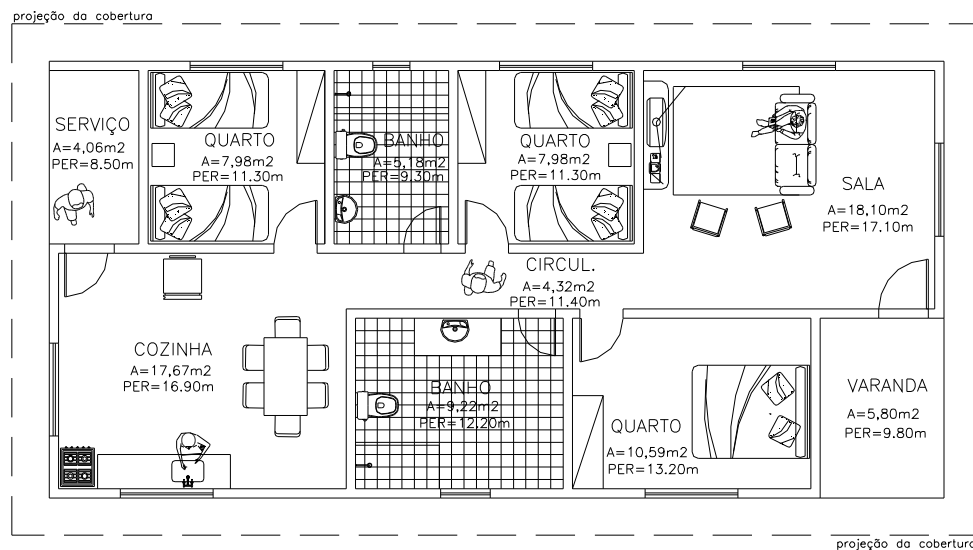 projeção da cobertura
SERVIÇO
A=4,06m2
PER=8.50m
QUARTO
A=7,98m2
PER=11.30m
BANHO
A=5,18m2
PER=9.30m
QUARTO
A=7,98m2
PER=11.30m
SALA
A=18,10m2
PER=17.10m
CIRCUL.
A=4,32m2
PER=11.40m
COZINHA
A=17,67m2
PER=16.90m
BANHO
A=9,22m2
PER=12.20m
QUARTO
A=10,59m2
PER=13.20m
VARANDA
A=5,80m2
PER=9.80m
projeção da cobertura